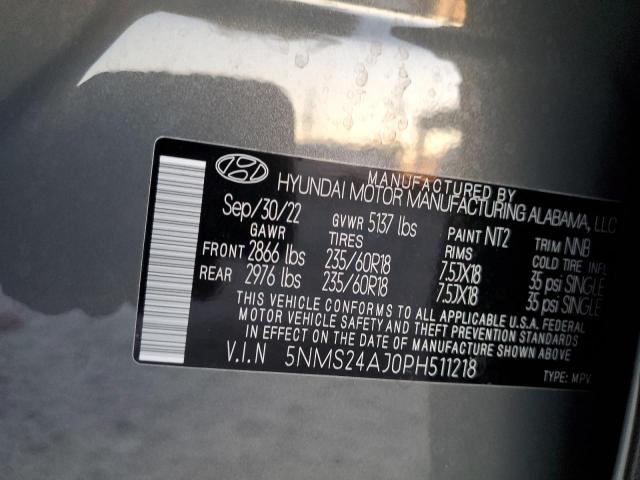 MANUFACTURED BY
HYUNDAI MOTOR MANUFACTURING ALABAMA, LLC
Sep/30/22 GVWR 5137 lbs PAINT NT2 TRIM NNB
GAWR TIRES RIMS COLD TIRE INFL
FRONT 2866 lbs 235/60R18 7.5JX18 35 psi SINGLE
REAR 2976 lbs 235/60R18 7.5JX18 35 psi SINGLE
THIS VEHICLE CONFORMS TO ALL APPLICABLE U.S.A. FEDERAL
MOTOR VEHICLE SAFETY AND THEFT PREVENTION STANDARDS
IN EFFECT ON THE DATE OF MANUFACTURE SHOWN ABOVE.
V.I.N 5NMS24AJ0PH511218
TYPE: MPV